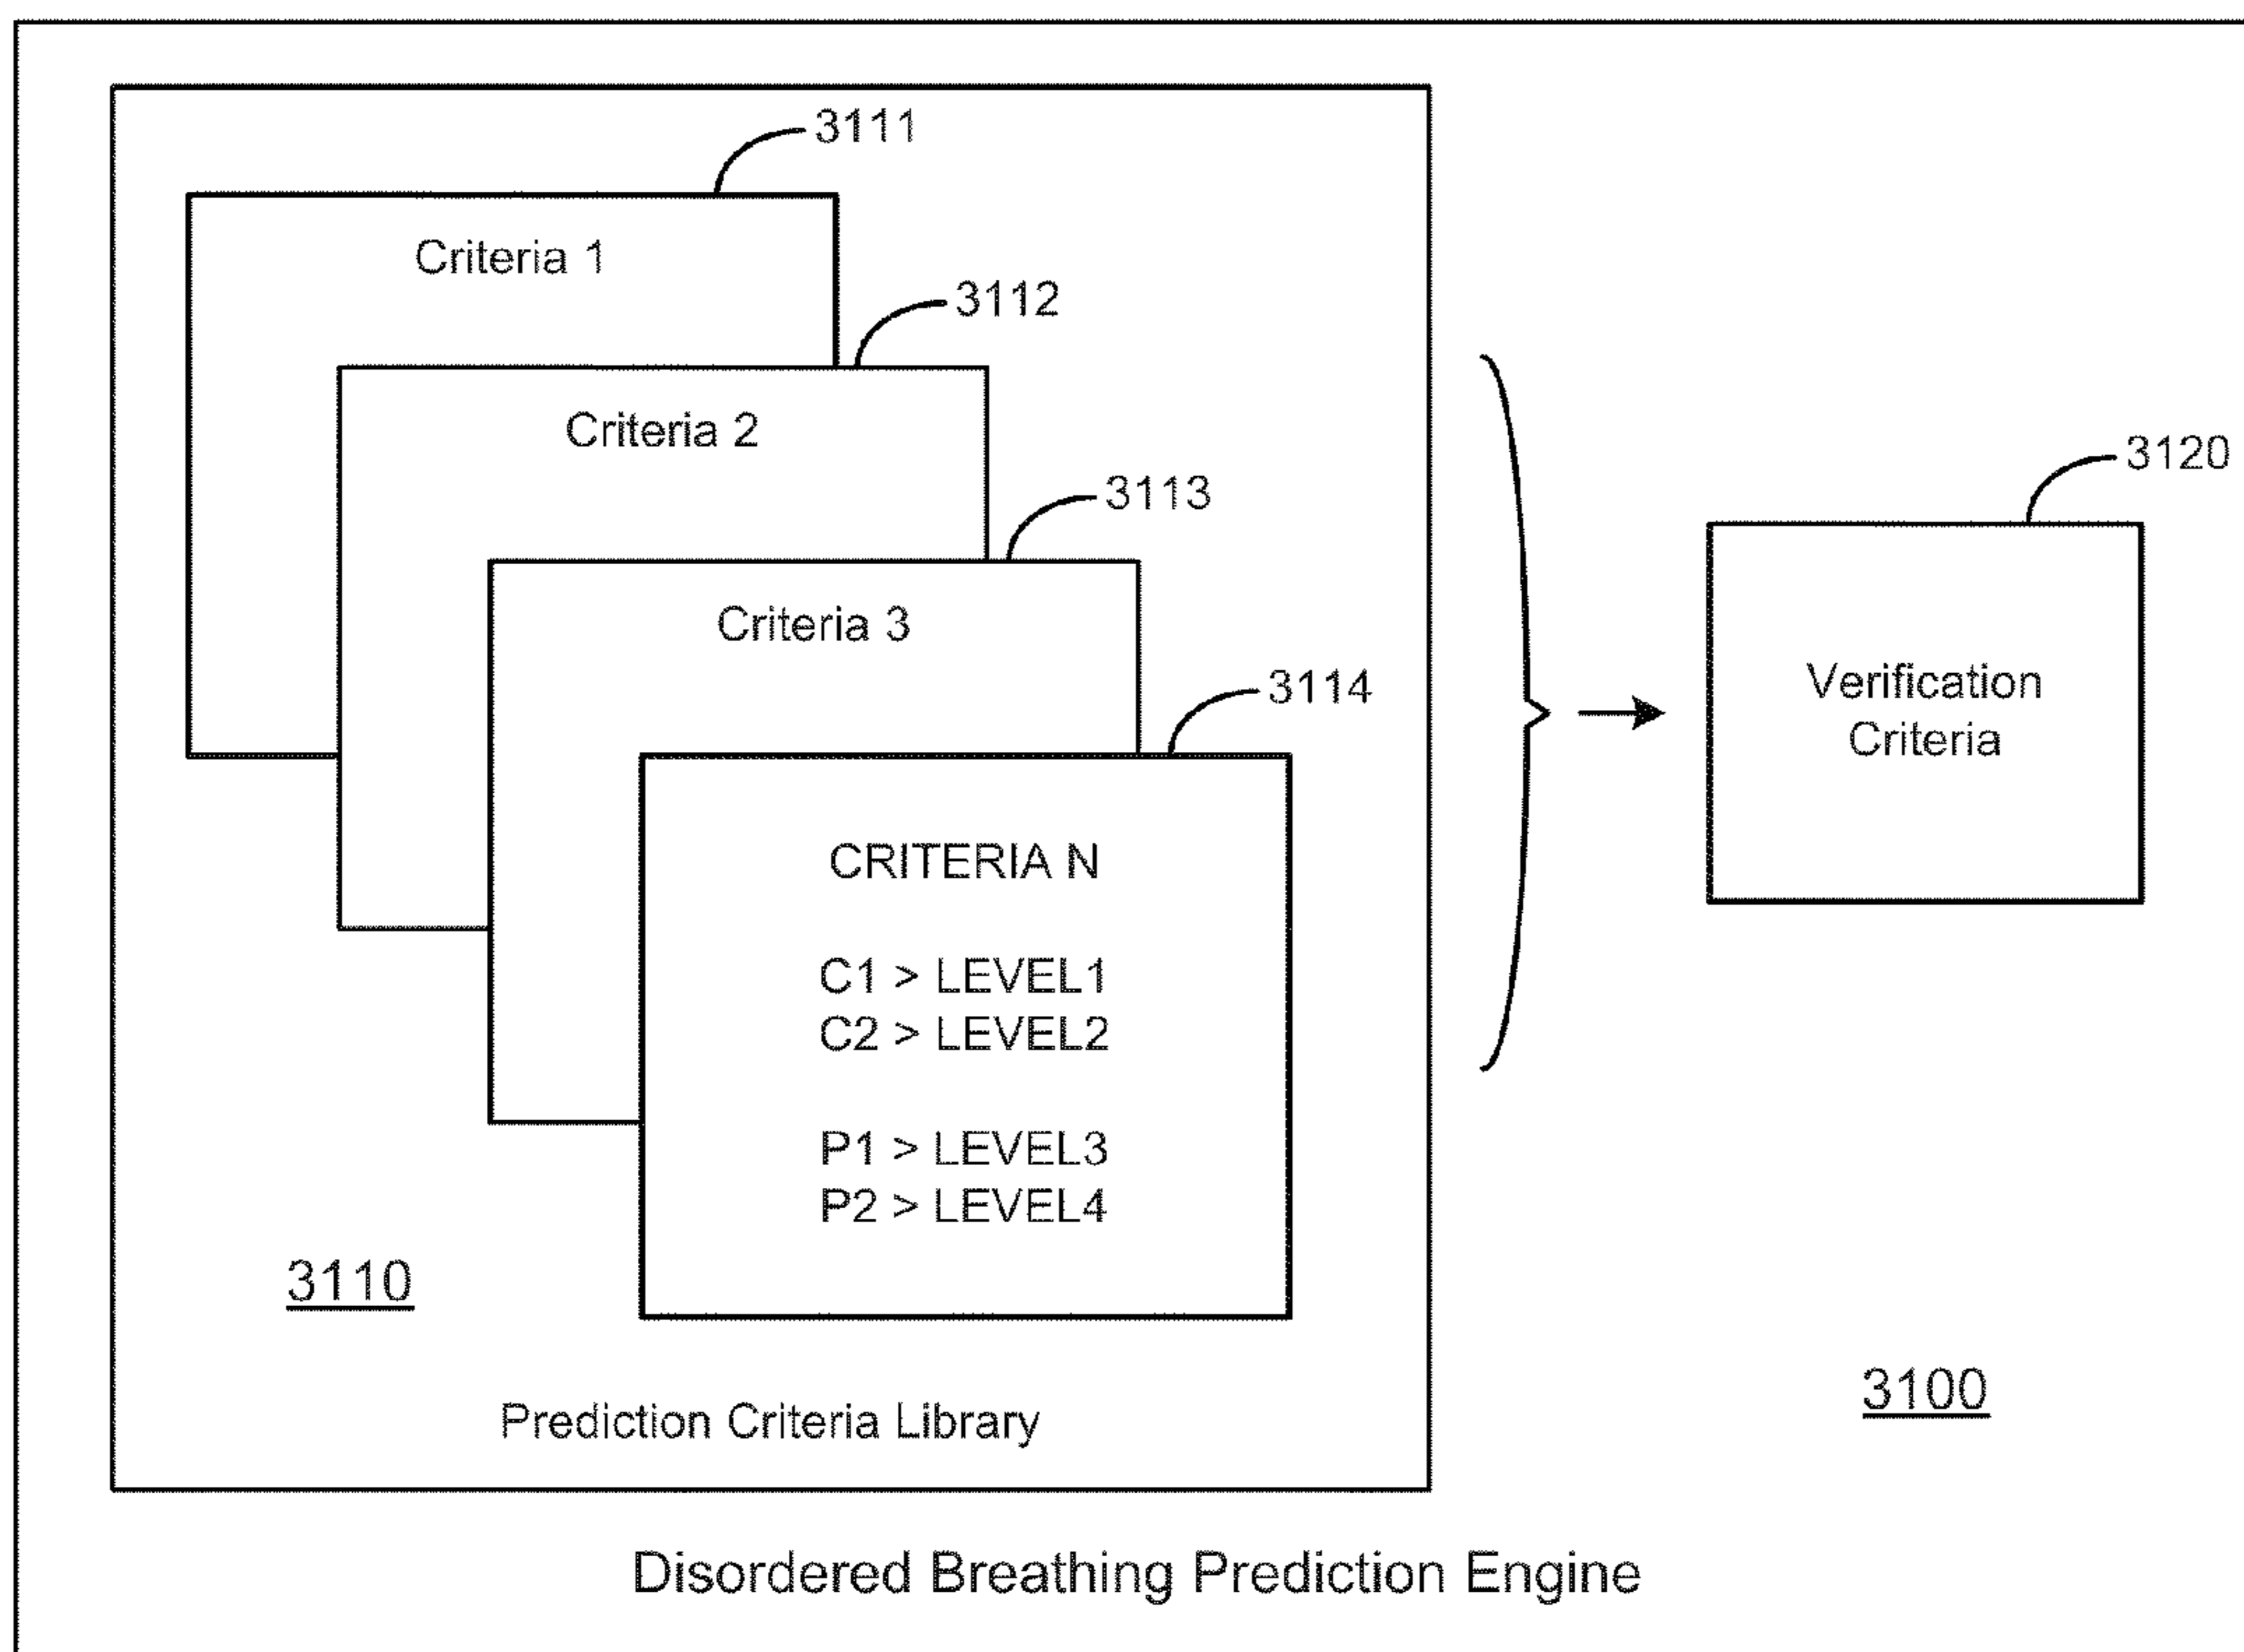 3111
Criteria 1
3112
Criteria 2
3113
3120
Criteria 3
3114
Verification
Criteria
CRITERIA N
C1 > LEVEL1
C2 > LEVEL2
P1 > LEVEL3
P2 > LEVEL4
3110
3100
Prediction Criteria Library
Disordered Breathing Prediction Engine